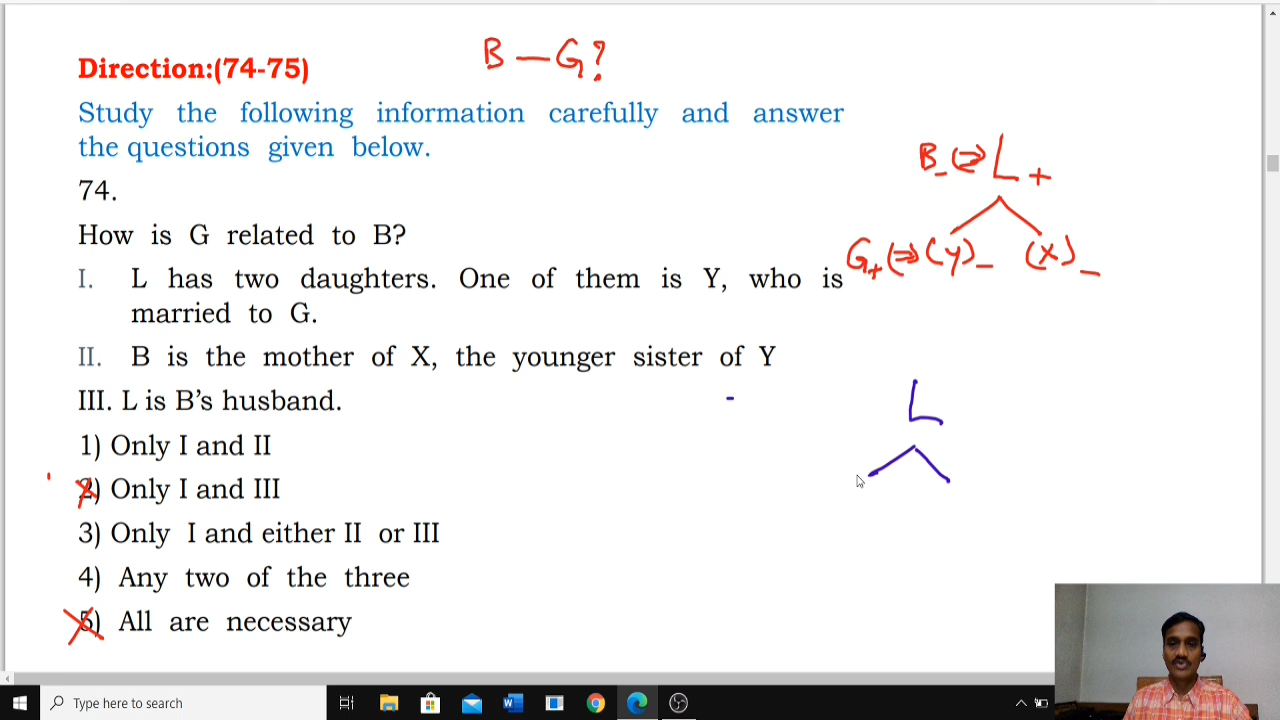 B — G?
Direction:(74-75)
Study the following information carefully and answer
the questions given below.
74.
How is G related to B?
I. L has two daughters. One of them is Y, who is
married to G.
II. B is the mother of X, the younger sister of Y
III. L is B's husband.
1) Only I and II
2) Only I and III
3) Only I and either II or III
4) Any two of the three
5) All are necessary
B- ⇔ L +
G+ ⇔ (Y)- (X)-
L
Type here to search